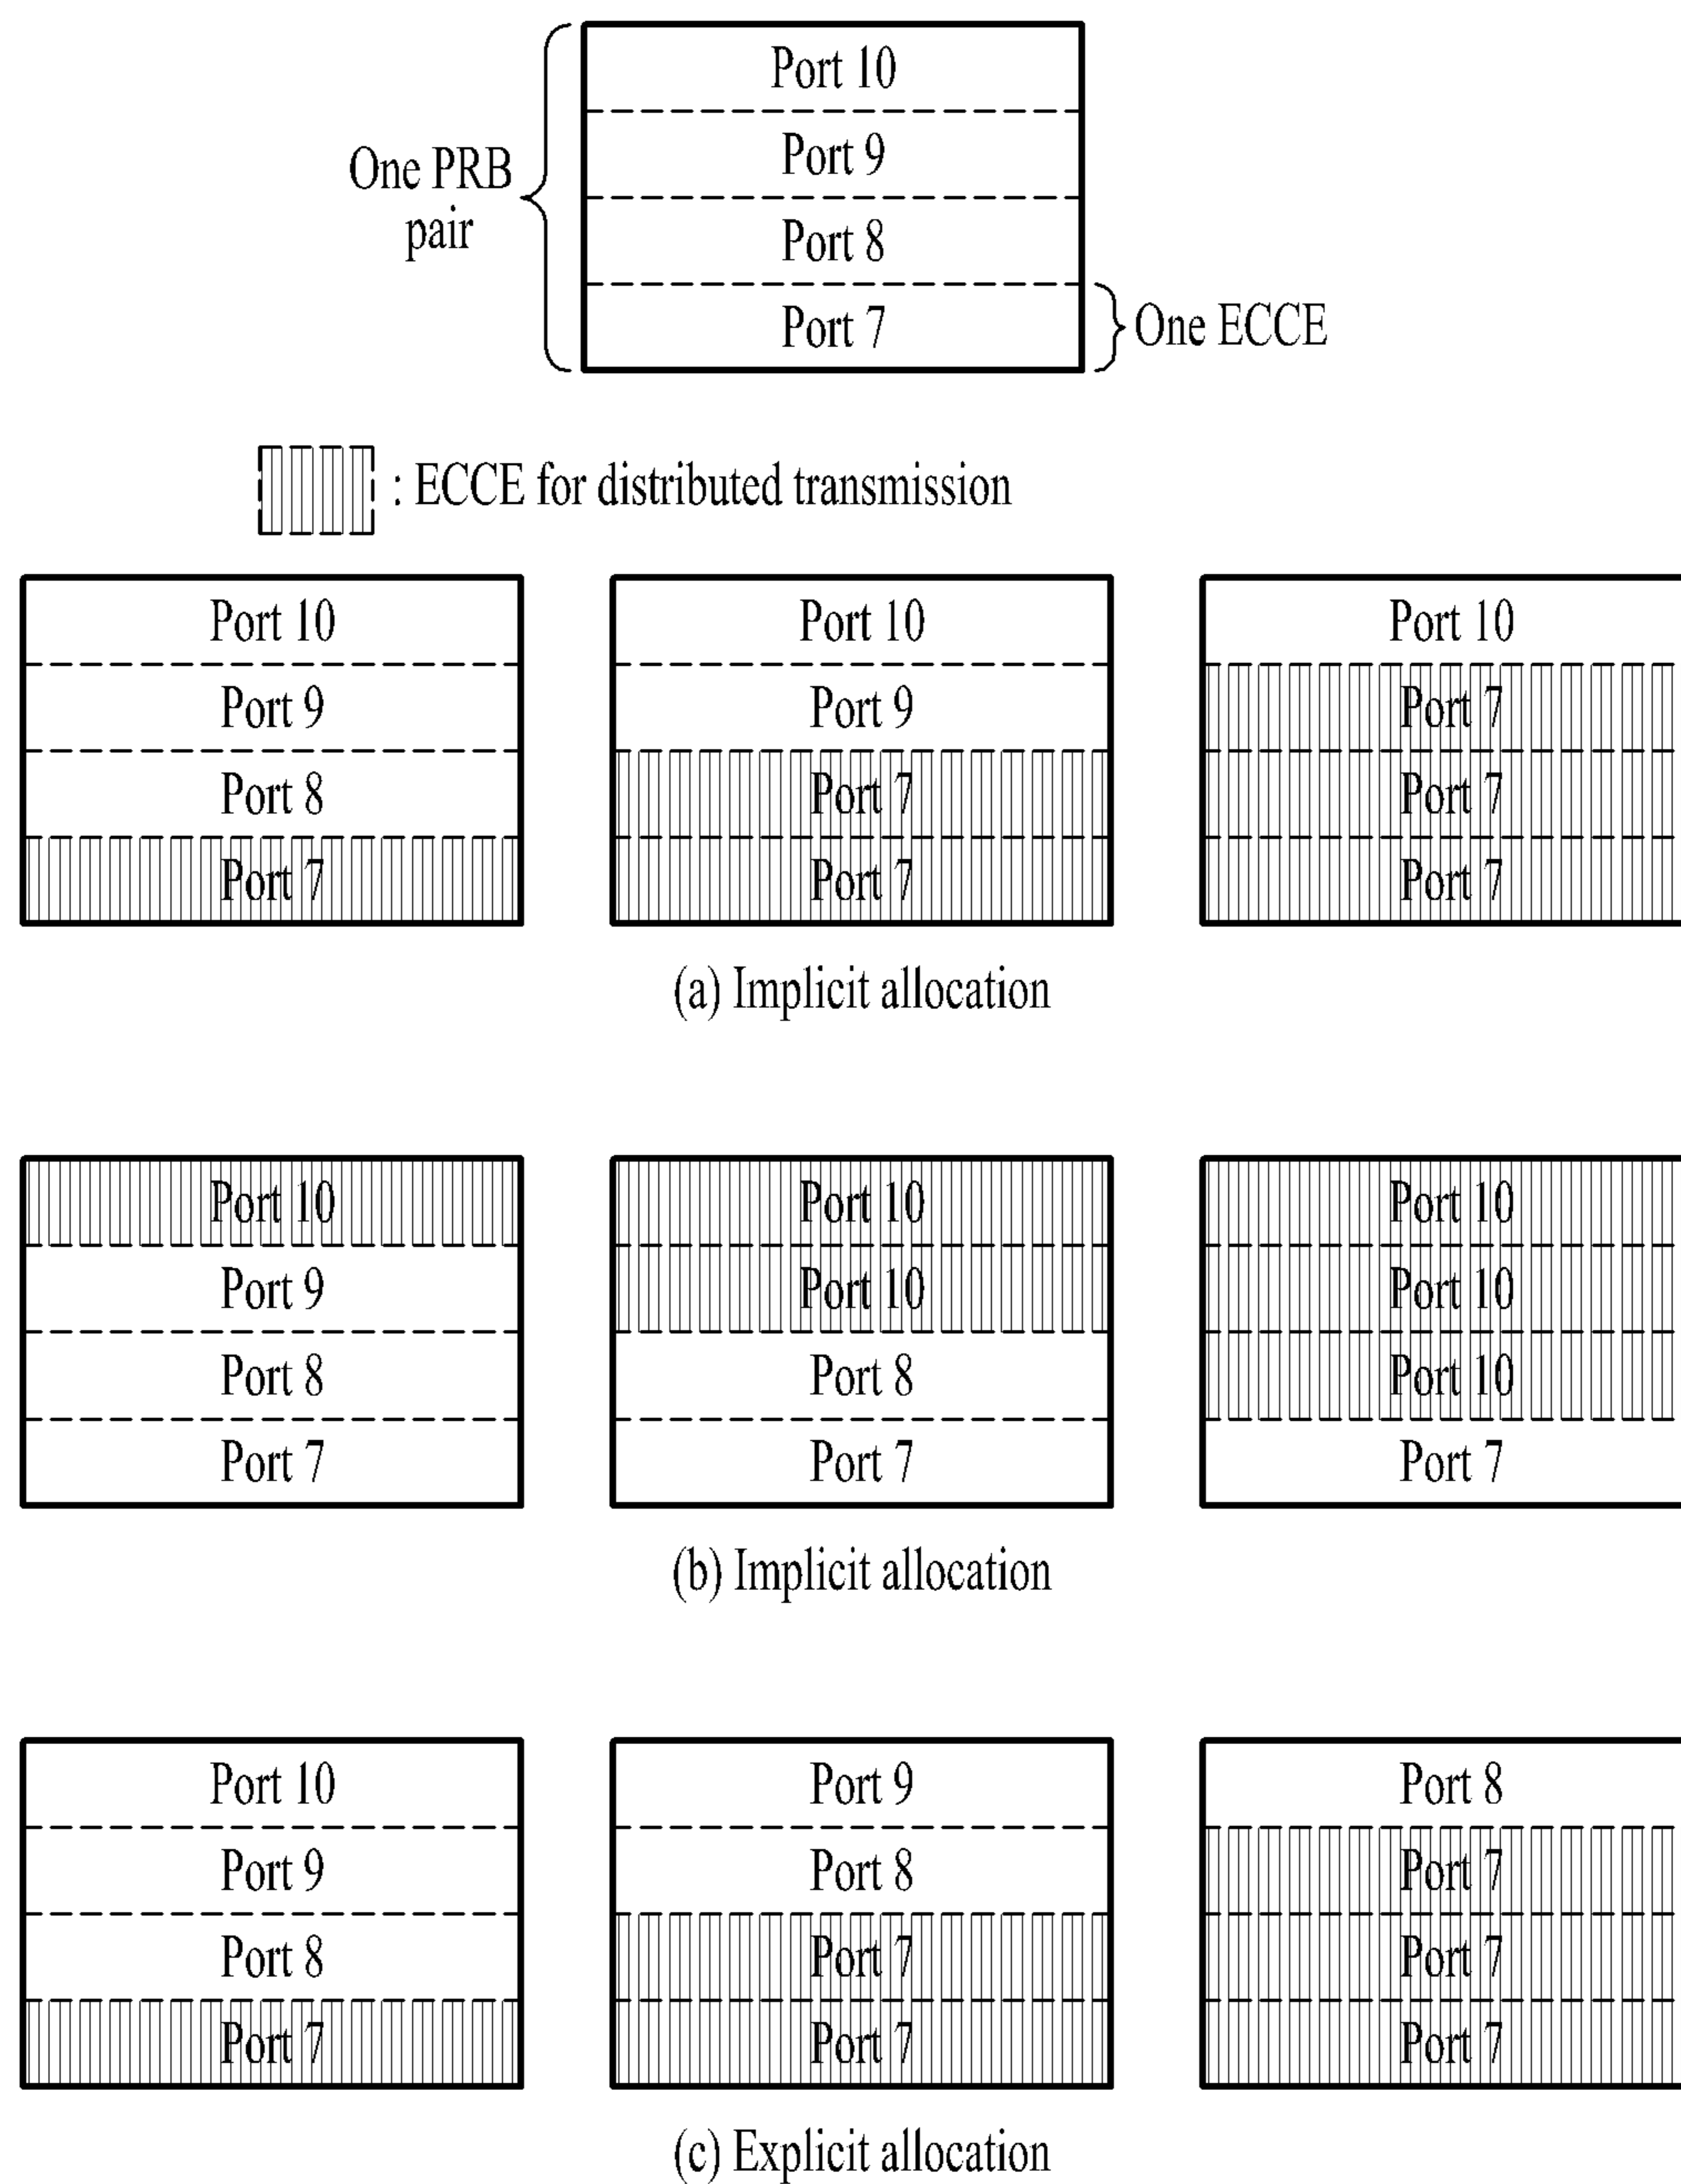 Port 10
Port 9
Port 8
Port 7
One PRB
pair
One ECCE
: ECCE for distributed transmission
Port 10
Port 9
Port 8
Port 7
Port 10
Port 9
Port 7
Port 7
Port 10
Port 7
Port 7
Port 7
(a) Implicit allocation
Port 10
Port 9
Port 8
Port 7
Port 10
Port 10
Port 8
Port 7
Port 10
Port 10
Port 10
Port 7
(b) Implicit allocation
Port 10
Port 9
Port 8
Port 7
Port 9
Port 8
Port 7
Port 7
Port 8
Port 7
Port 7
Port 7
(c) Explicit allocation